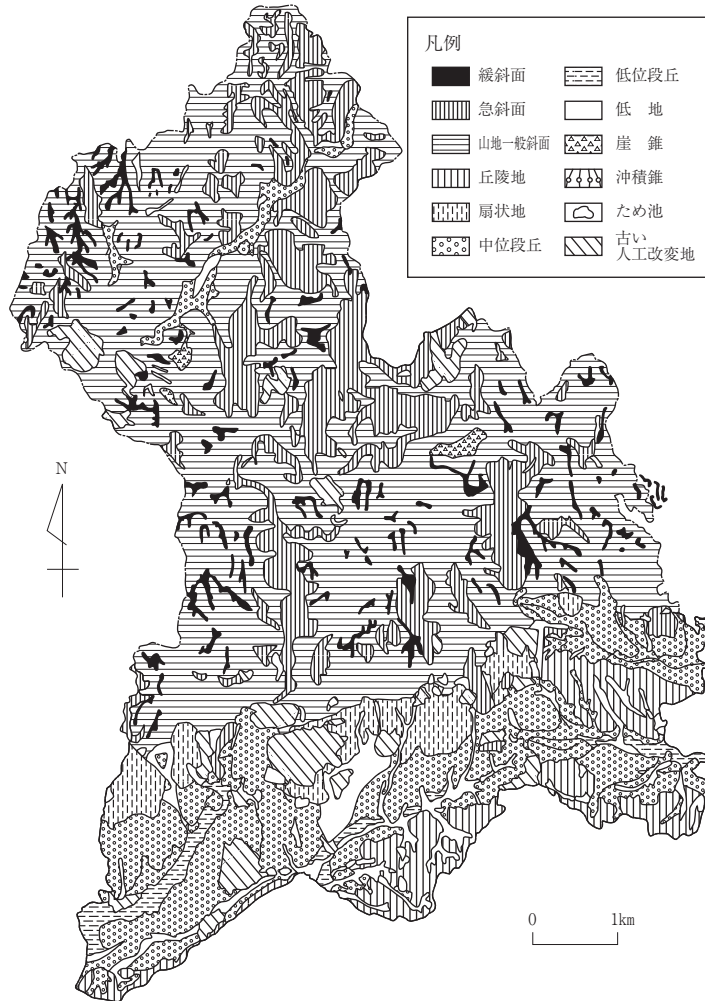 凡例
緩斜面
急斜面
山地一般斜面
丘陵地
扇状地
中位段丘
低位段丘
低 地
崖 錐
沖積錐
ため池
古い
人工改変地
N
0 1km